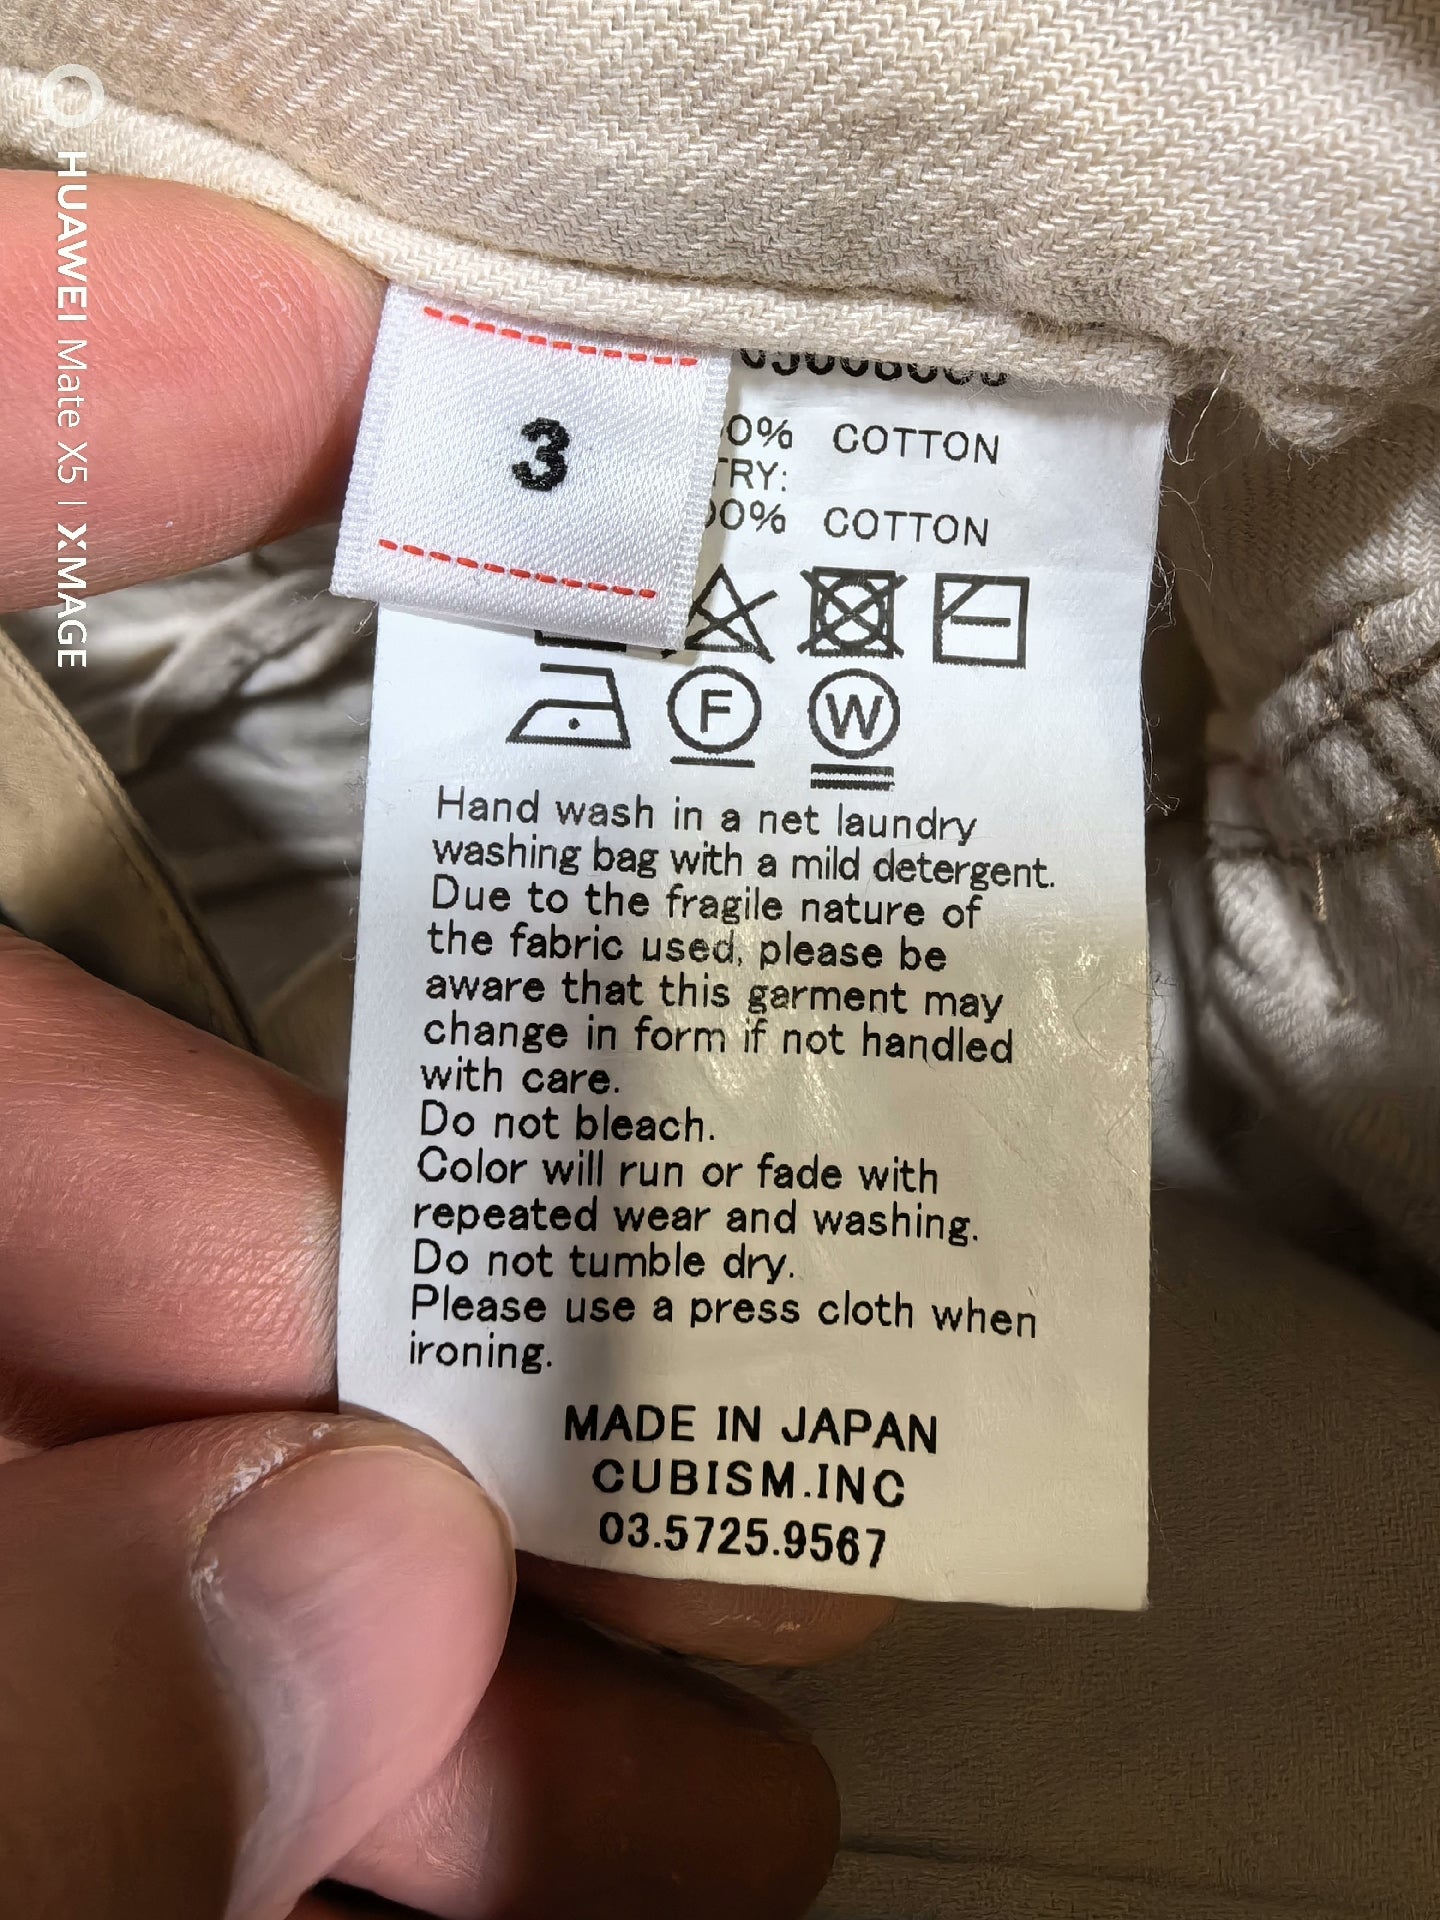 HUAWEI Mate X5 | XMAGE
3
COTTON
COTTON
F
W
Hand wash in a net laundry
washing bag with a mild detergent.
Due to the fragile nature of
the fabric used, please be
aware that this garment may
change in form if not handled
with care.
Do not bleach.
Color will run or fade with
repeated wear and washing.
Do not tumble dry.
Please use a press cloth when
ironing.
MADE IN JAPAN
CUBISM.INC
03.5725.9567